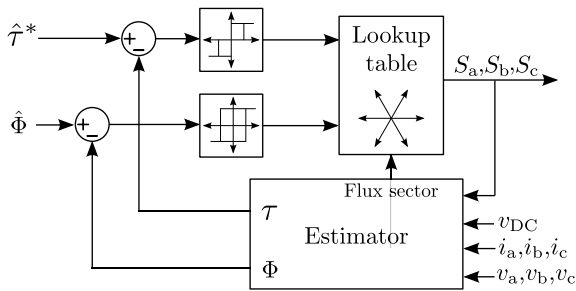 τ̂*
+
−
Lookup
table
Sa,Sb,Sc
Φ̂
+
−
Flux sector
τ
Estimator
Φ
vDC
ia,ib,ic
va,vb,vc